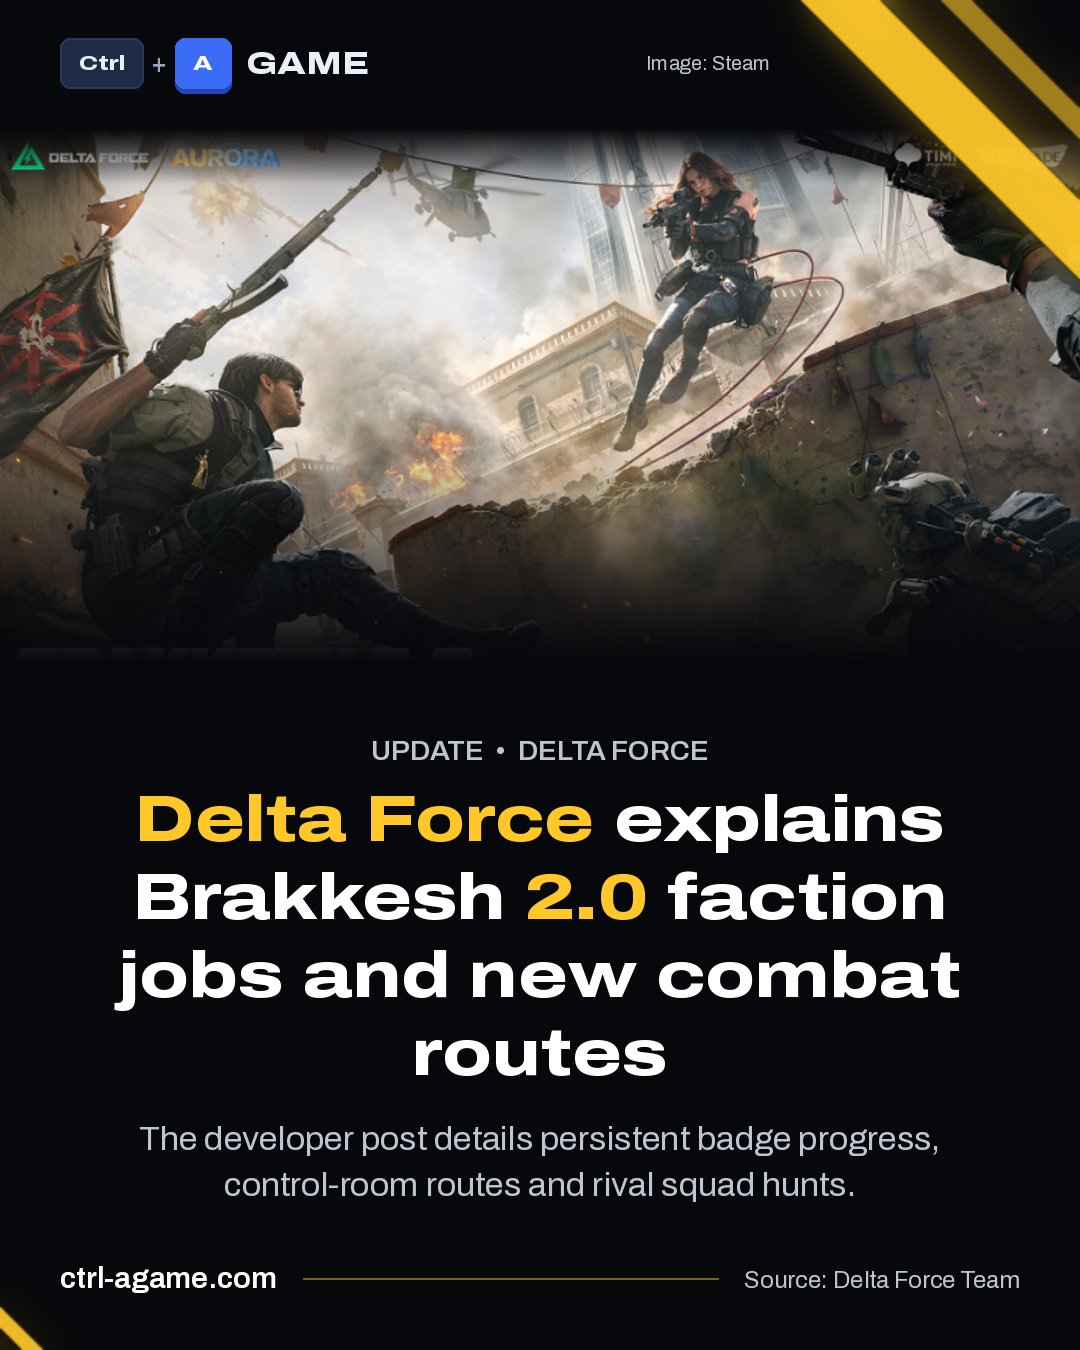 Ctrl + A GAME
Image: Steam
DELTA FORCE / AURORA
UPDATE • DELTA FORCE
Delta Force explains
Brakkesh 2.0 faction
jobs and new combat
routes
The developer post details persistent badge progress,
control-room routes and rival squad hunts.
ctrl-agame.com
Source: Delta Force Team